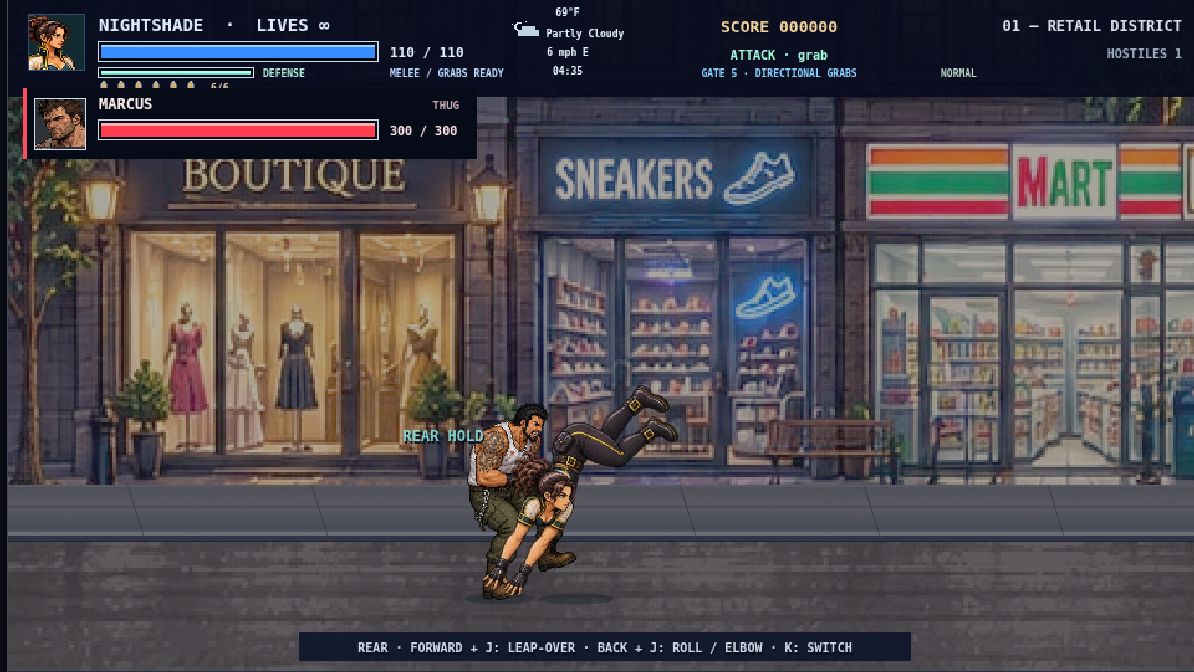 NIGHTSHADE · LIVES ∞
110 / 110
DEFENSE
MELEE / GRABS READY
6/6
69°F
Partly Cloudy
6 mph E
04:35
SCORE 000000
ATTACK · grab
GATE 5 · DIRECTIONAL GRABS
NORMAL
01 — RETAIL DISTRICT
HOSTILES 1
MARCUS
THUG
300 / 300
BOUTIQUE
SNEAKERS
MART
REAR HOLD
REAR · FORWARD + J: LEAP-OVER · BACK + J: ROLL / ELBOW · K: SWITCH